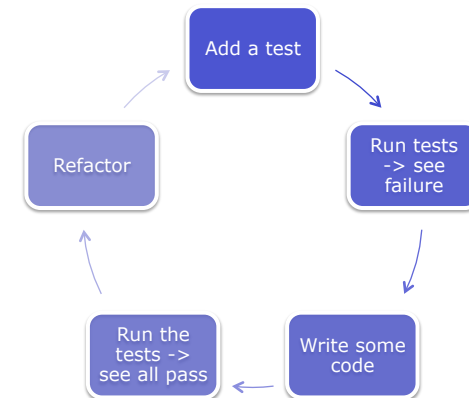 Add a test
Run tests
-> see
failure
Write some
code
Run the
tests ->
see all pass
Refactor